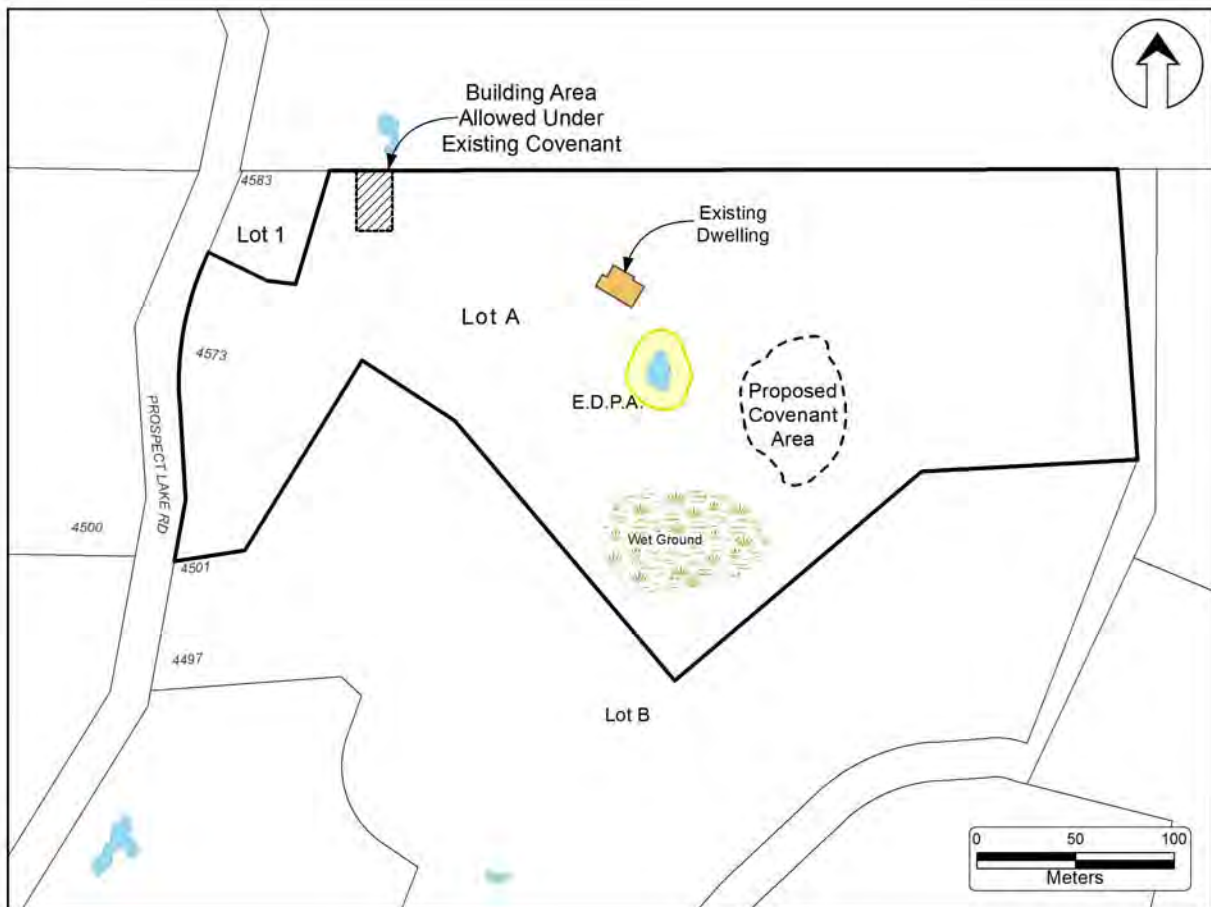 Building Area
Allowed Under
Existing Covenant
4583
Lot 1
Existing
Dwelling
Lot A
4573
E.D.P.A.
Proposed
Covenant
Area
PROSPECT LAKE RD
4500
Wet Ground
4501
4497
Lot B
0 50 100
Meters